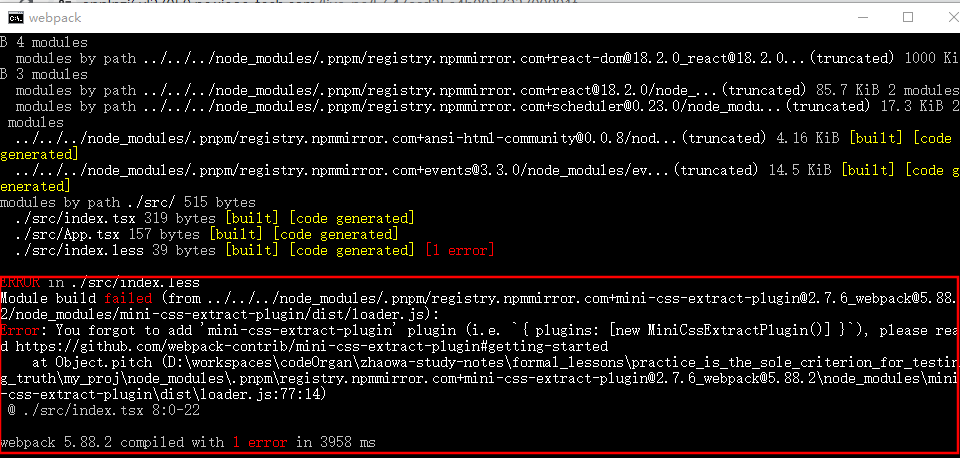 webpack
B 4 modules
modules by path ../../../node_modules/.pnpm/registry.npmmirror.com+react-dom@18.2.0_react@18.2.0...(truncated) 1000 Ki
B 3 modules
modules by path ../../../node_modules/.pnpm/registry.npmmirror.com+react@18.2.0/node_...(truncated) 85.7 KiB 2 modules
modules by path ../../../node_modules/.pnpm/registry.npmmirror.com+scheduler@0.23.0/node_modu...(truncated) 17.3 KiB 2
modules
../../../node_modules/.pnpm/registry.npmmirror.com+ansi-html-community@0.0.8/nod...(truncated) 4.16 KiB [built] [code
generated]
../../../node_modules/.pnpm/registry.npmmirror.com+events@3.3.0/node_modules/ev...(truncated) 14.5 KiB [built] [code g
enerated]
modules by path ./src/ 515 bytes
./src/index.tsx 319 bytes [built] [code generated]
./src/App.tsx 157 bytes [built] [code generated]
./src/index.less 39 bytes [built] [code generated] [1 error]
ERROR in ./src/index.less
Module build failed (from ../../../node_modules/.pnpm/registry.npmmirror.com+mini-css-extract-plugin@2.7.6_webpack@5.88.
2/node_modules/mini-css-extract-plugin/dist/loader.js):
Error: You forgot to add 'mini-css-extract-plugin' plugin (i.e. `{ plugins: [new MiniCssExtractPlugin()] }`), please rea
d https://github.com/webpack-contrib/mini-css-extract-plugin#getting-started
at Object.pitch (D:\workspaces\codeOrgan\zhaowa-study-notes\formal_lessons\practice_is_the_sole_criterion_for_testin
g_truth\my_proj\node_modules\.pnpm\registry.npmmirror.com+mini-css-extract-plugin@2.7.6_webpack@5.88.2\node_modules\mini
-css-extract-plugin\dist\loader.js:77:14)
@ ./src/index.tsx 8:0-22
webpack 5.88.2 compiled with 1 error in 3958 ms